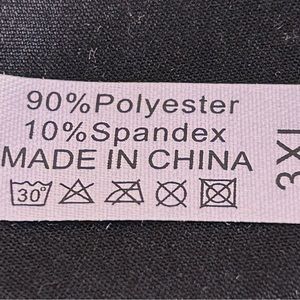 90%Polyester
10%Spandex
MADE IN CHINA
30°
3XL